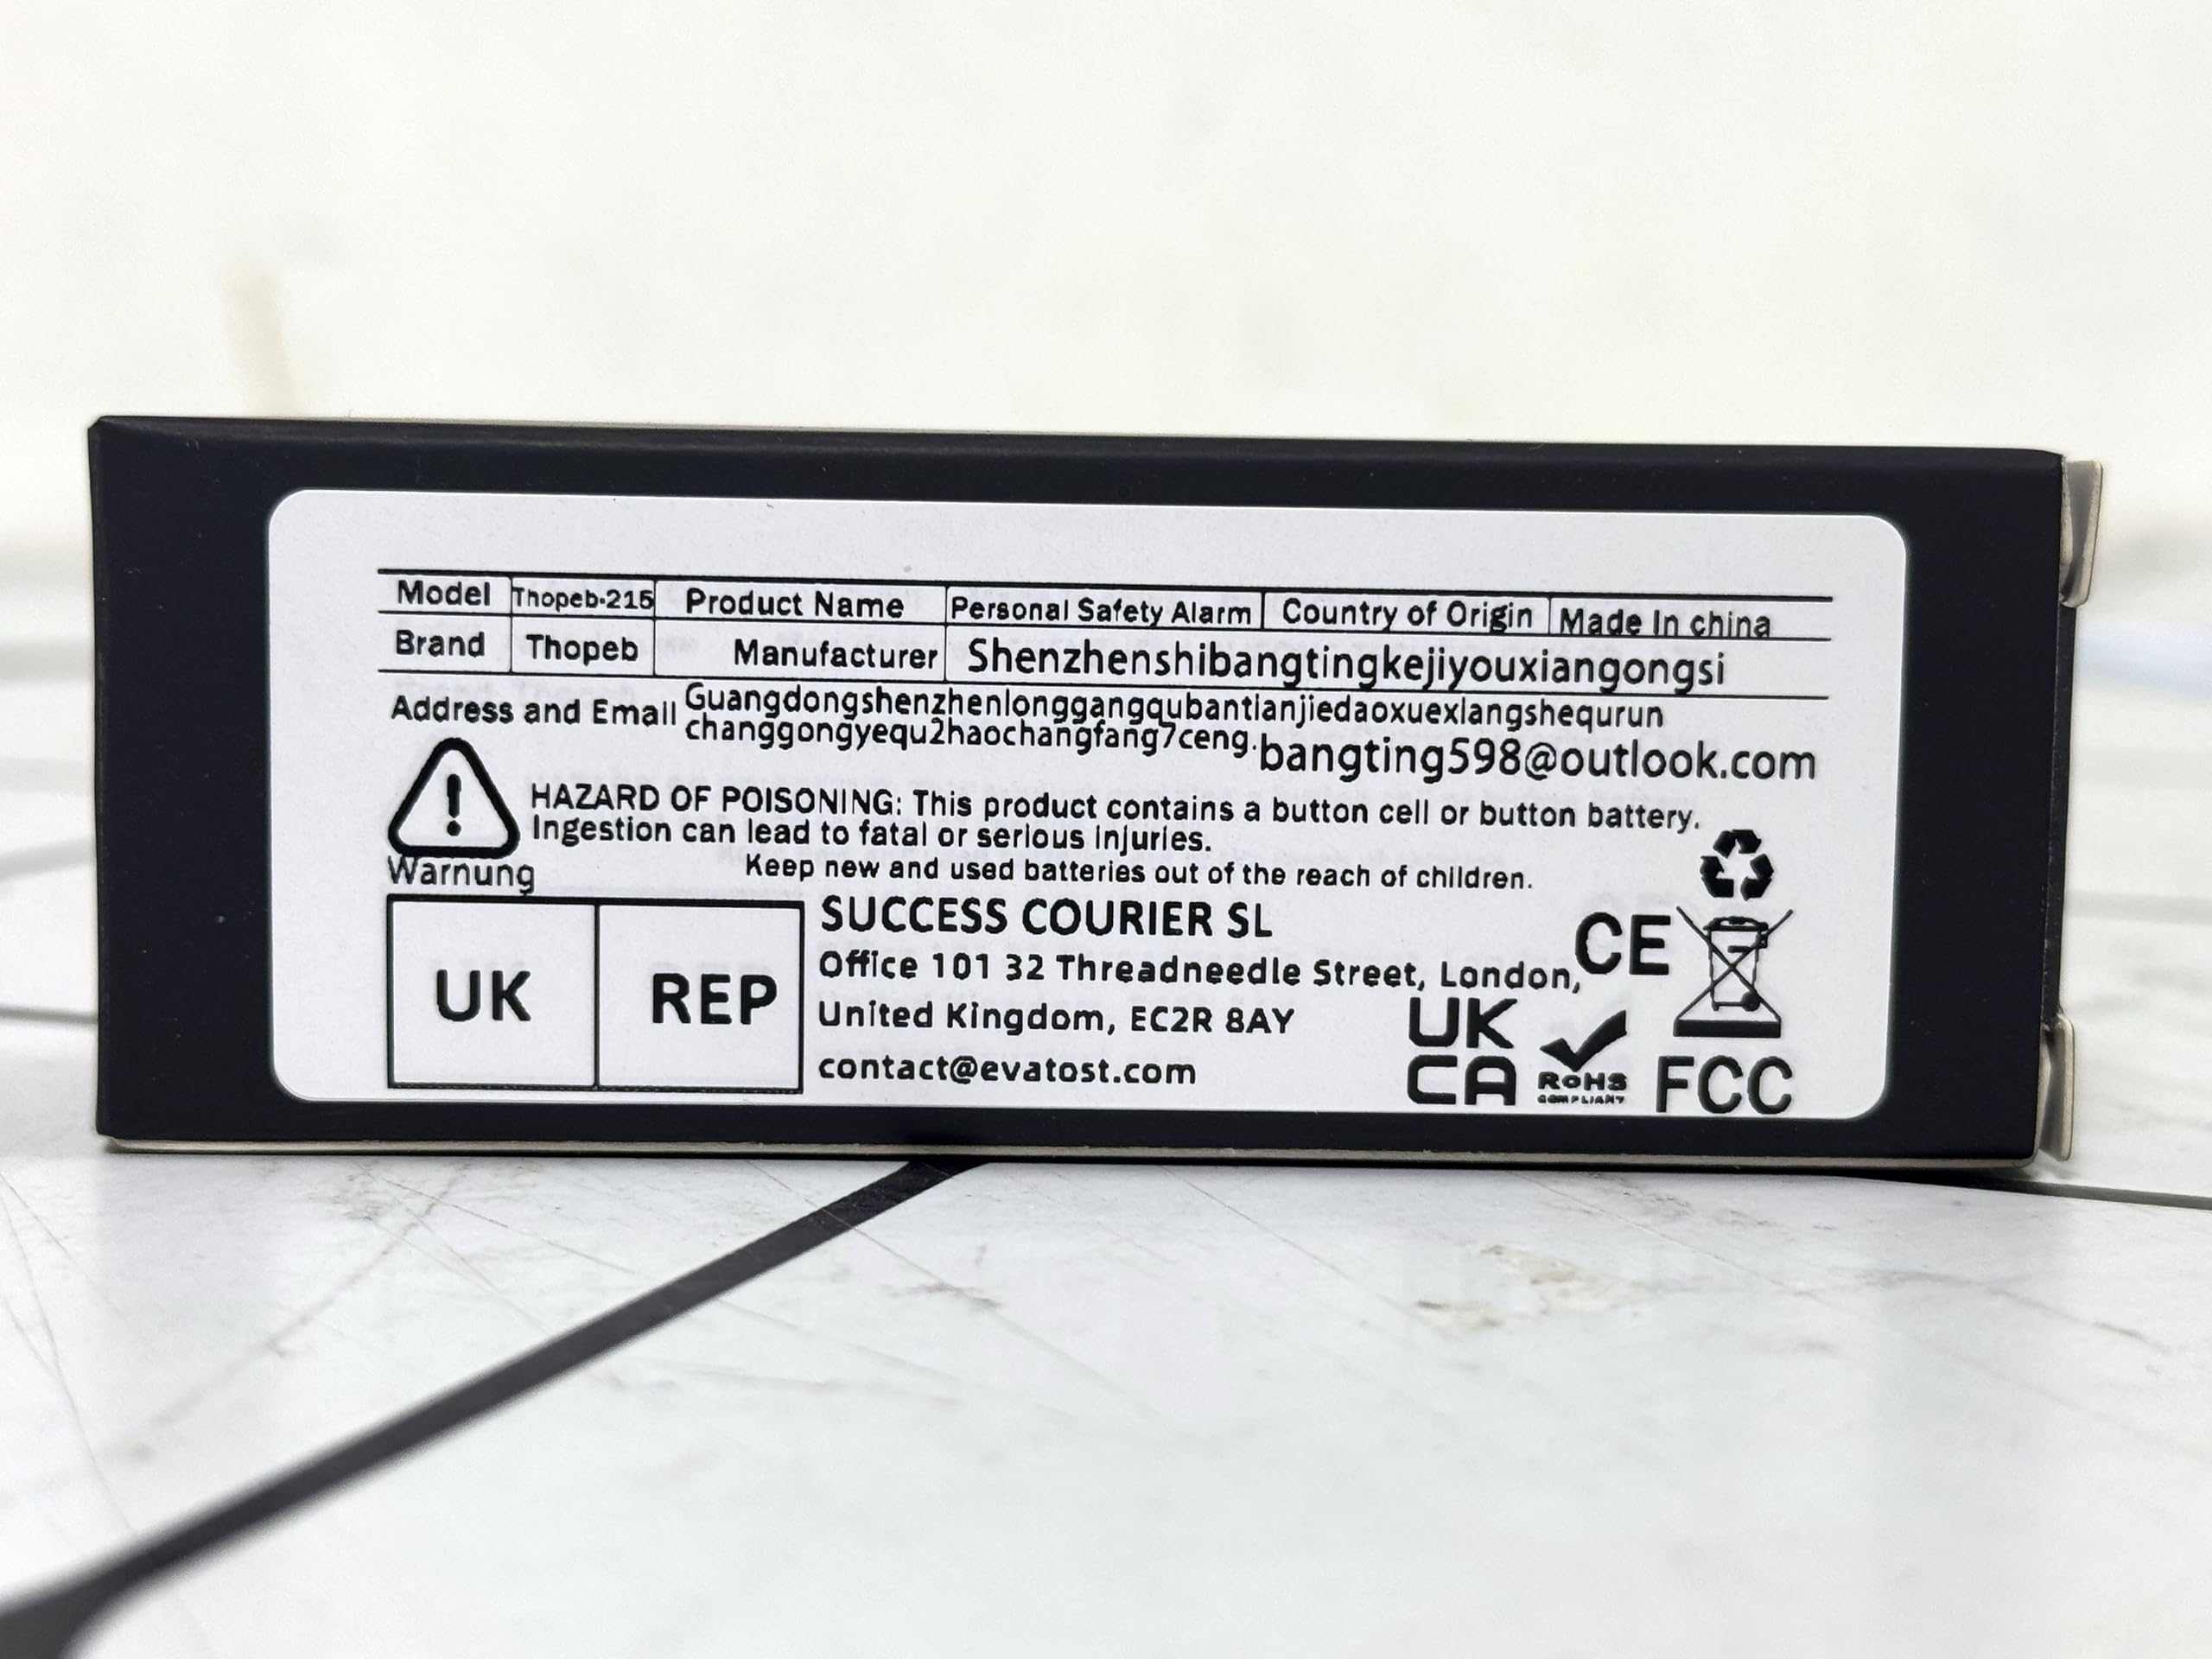 Model Thopeb-215 Product Name Personal Safety Alarm Country of Origin Made In china
Brand Thopeb Manufacturer Shenzhenshibangtingkejiyouxiangongsi
Address and Email Guangdongshenzhenlonggangqubantianjiedaoxuexiangshequrun
changgongyequ2haochangfang7ceng. bangting598@outlook.com
HAZARD OF POISONING: This product contains a button cell or button battery.
Ingestion can lead to fatal or serious injuries.
Warnung
Keep new and used batteries out of the reach of children.
UK REP
SUCCESS COURIER SL
Office 101 32 Threadneedle Street, London,
United Kingdom, EC2R 8AY
contact@evatost.com
CE
UK
CA
RoHS
COMPLIANT
FCC